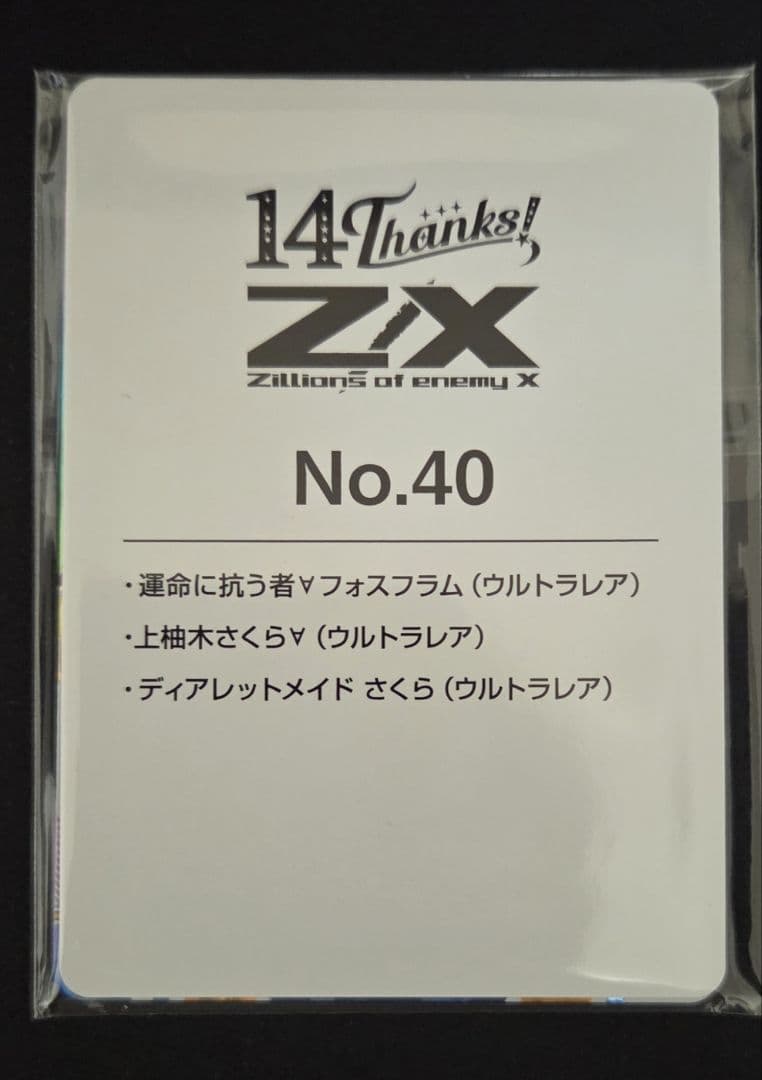 14Thanks!
Z/X
Zillions of enemy X
No.40
・運命に抗う者∀フォスフラム（ウルトラレア）
・上柚木さくら∀（ウルトラレア）
・ディアレットメイド さくら（ウルトラレア）